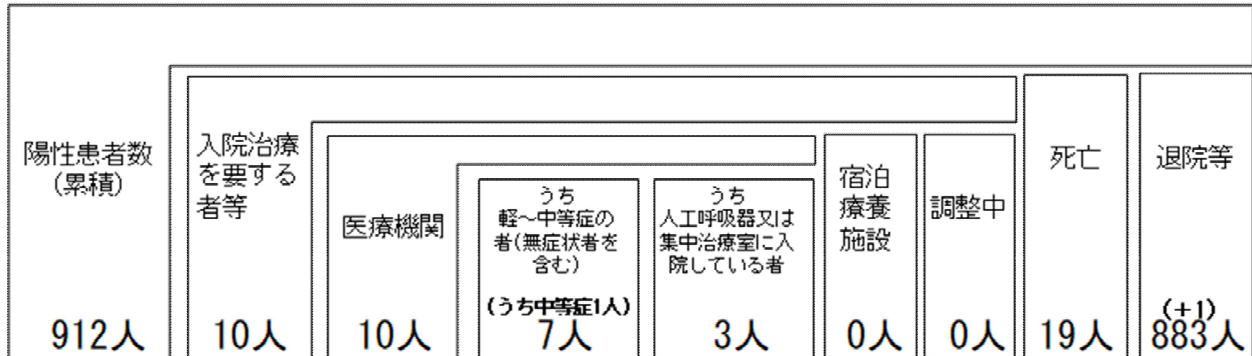 陽性患者数
(累積)
912人
入院治療
を要する
者等
10人
医療機関
10人
うち
軽～中等症の
者(無症状者を
含む)
(うち中等症1人)
7人
うち
人工呼吸器又は
集中治療室に入
院している者
3人
宿泊
療養
施設
0人
調整中
0人
死亡
19人
退院等
(+1)
883人